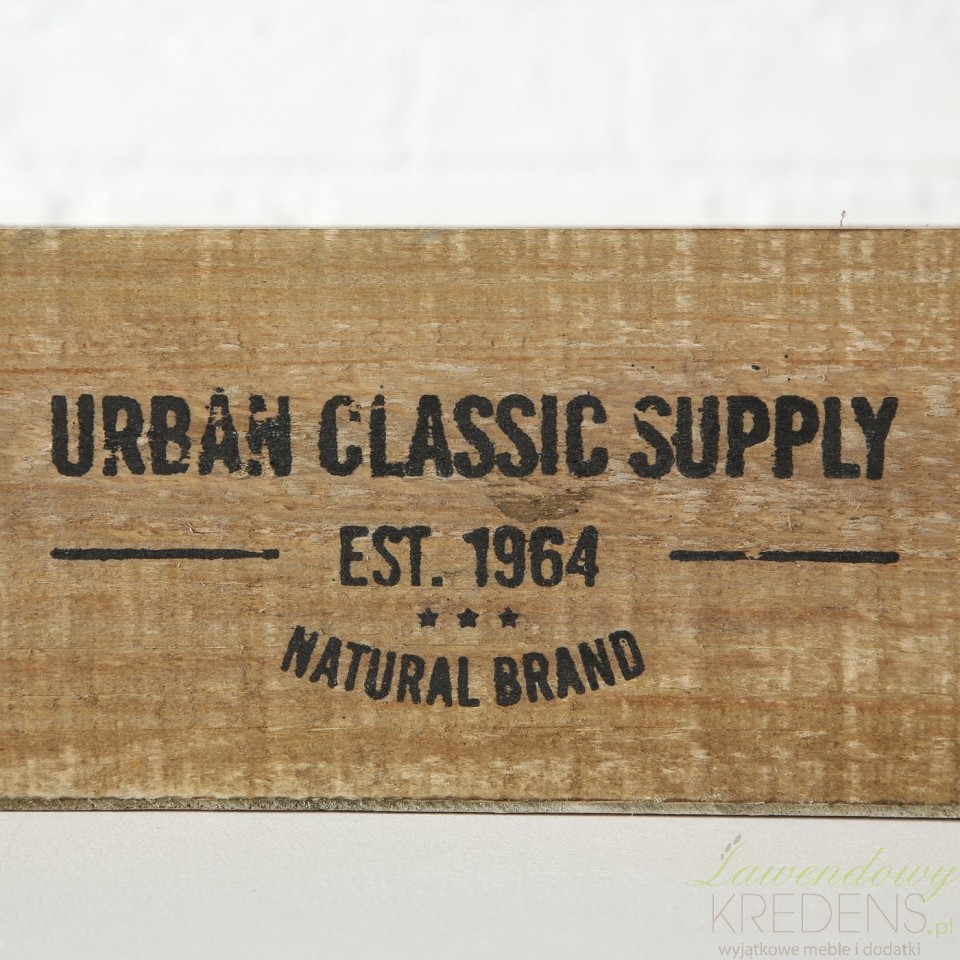 URBAN CLASSIC SUPPLY
EST. 1964
NATURAL BRAND
Lawendowy
KREDENS.pl
wyjątkowe meble i dodatki